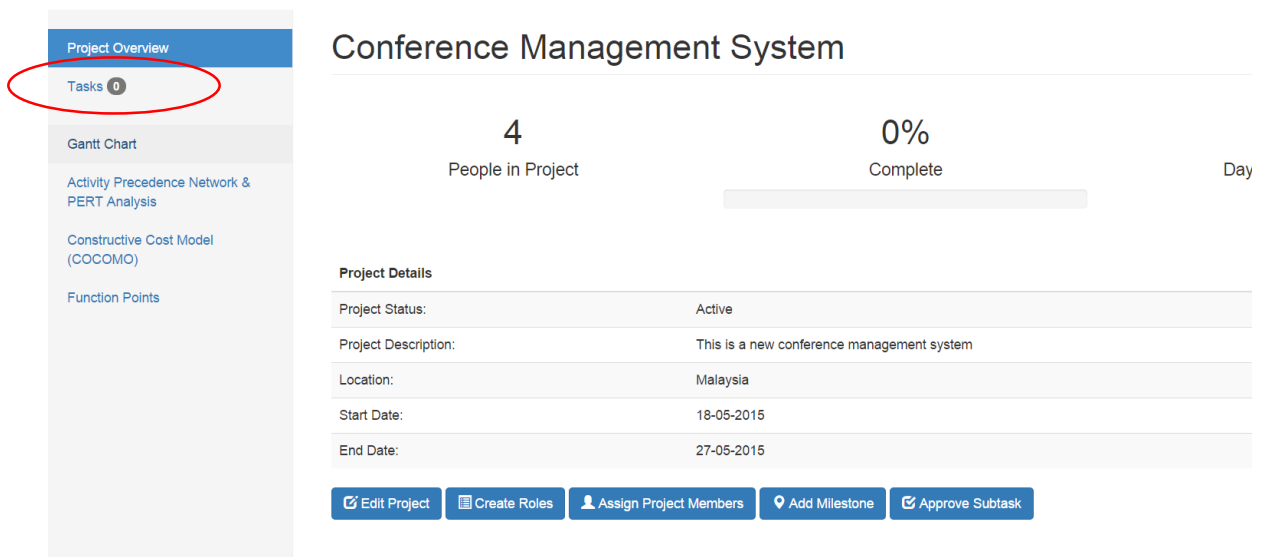 Project Overview
Tasks 0
Gantt Chart
Activity Precedence Network &
PERT Analysis
Constructive Cost Model
(COCOMO)
Function Points
Conference Management System
4
People in Project
0%
Complete
Day
Project Details
Project Status: Active
Project Description: This is a new conference management system
Location: Malaysia
Start Date: 18-05-2015
End Date: 27-05-2015
Edit Project Create Roles Assign Project Members Add Milestone Approve Subtask